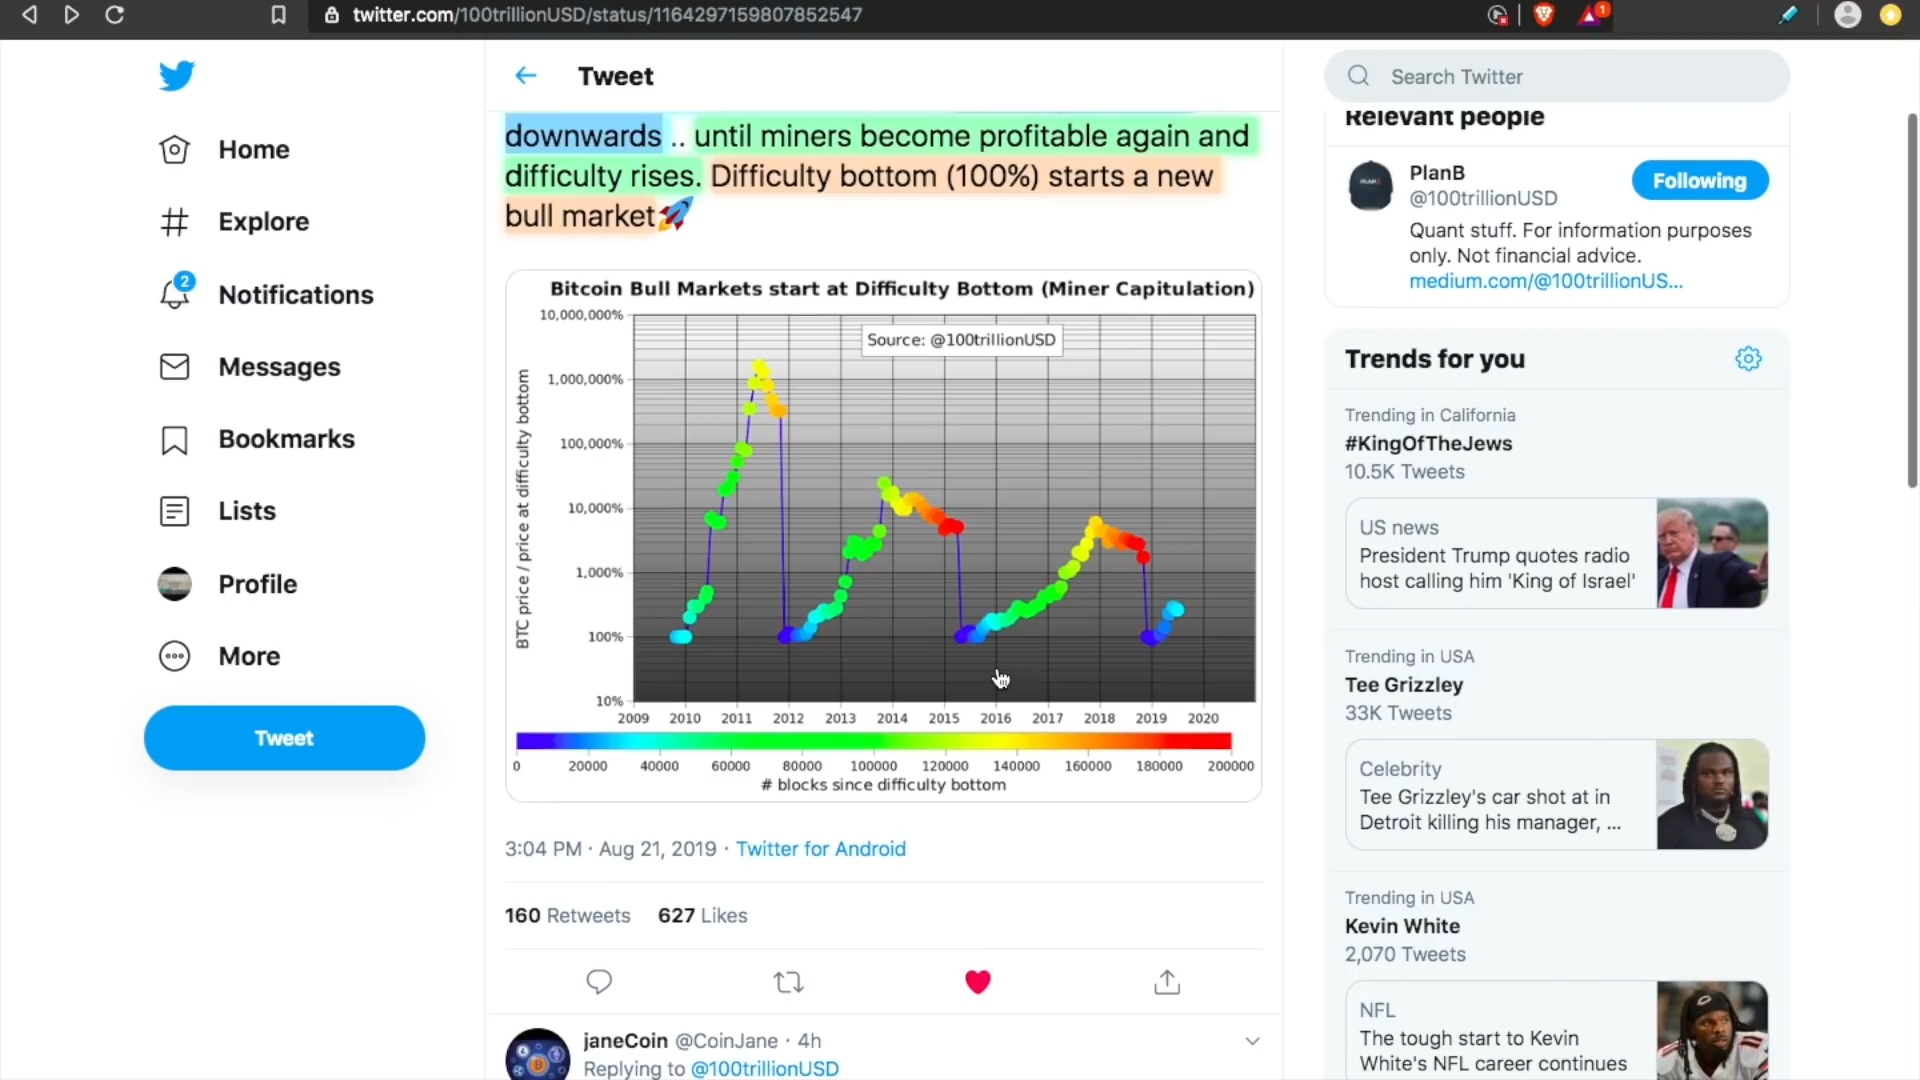 twitter.com/100trillionUSD/status/1164297159807852547
1
Home
Explore
2
Notifications
Messages
Bookmarks
Lists
Profile
More
Tweet
Tweet
downwards .. until miners become profitable again and
difficulty rises. Difficulty bottom (100%) starts a new
bull market🚀
Bitcoin Bull Markets start at Difficulty Bottom (Miner Capitulation)
Source: @100trillionUSD
BTC price / price at difficulty bottom
10,000,000%
1,000,000%
100,000%
10,000%
1,000%
100%
10%
2009 2010 2011 2012 2013 2014 2015 2016 2017 2018 2019 2020
0 20000 40000 60000 80000 100000 120000 140000 160000 180000 200000
# blocks since difficulty bottom
3:04 PM · Aug 21, 2019 · Twitter for Android
160 Retweets 627 Likes
janeCoin @CoinJane · 4h
Replying to @100trillionUSD
Search Twitter
Relevant people
PlanB
@100trillionUSD
Following
Quant stuff. For information purposes
only. Not financial advice.
medium.com/@100trillionUS...
Trends for you
Trending in California
#KingOfTheJews
10.5K Tweets
US news
President Trump quotes radio
host calling him 'King of Israel'
Trending in USA
Tee Grizzley
33K Tweets
Celebrity
Tee Grizzley's car shot at in
Detroit killing his manager, ...
Trending in USA
Kevin White
2,070 Tweets
NFL
The tough start to Kevin
White's NFL career continues